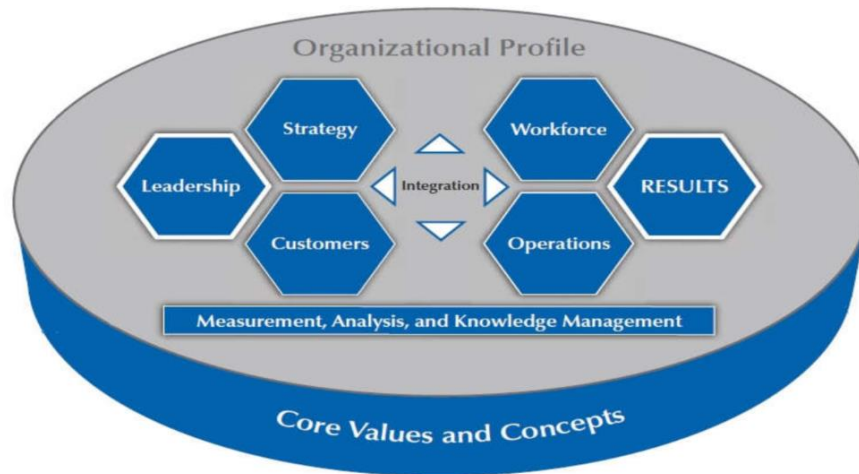 Organizational Profile
Strategy
Workforce
Leadership
Integration
RESULTS
Customers
Operations
Measurement, Analysis, and Knowledge Management
Core Values and Concepts